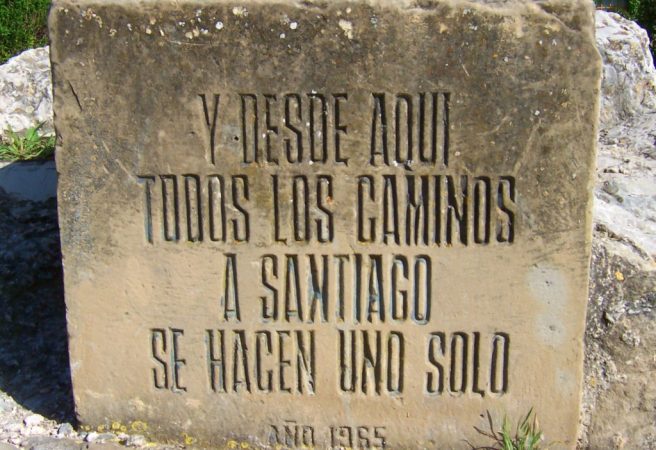 Y DESDE AQUI
TODOS LOS CAMINOS
A SANTIAGO
SE HACEN UNO SOLO
AÑO 1965